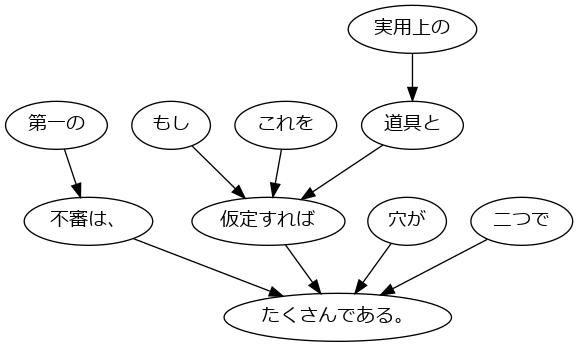 実用上の
第一の
もし
これを
道具と
不審は、
仮定すれば
穴が
二つで
たくさんである。